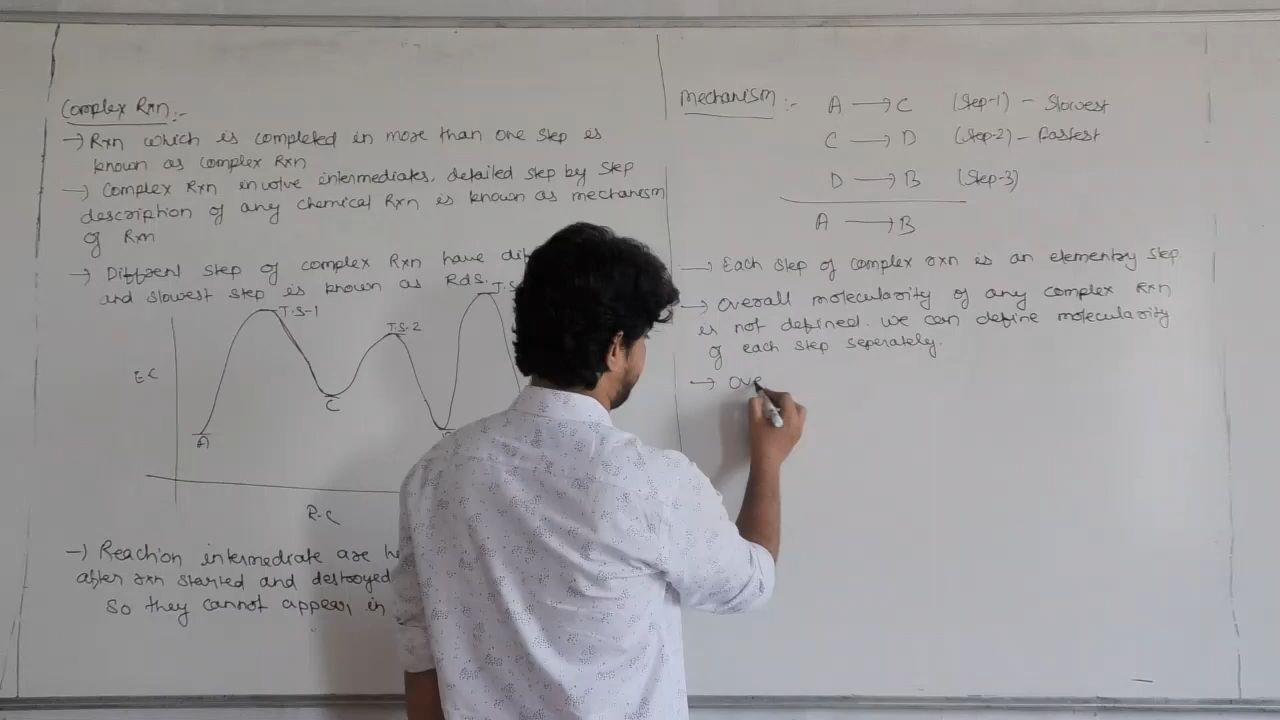 Complex Rxn:-
→ Rxn which is completed in more than one step is
known as complex Rxn
→ Complex Rxn involve intermediates, detailed step by step
description of any chemical Rxn is known as mechanism
of Rxn
→ Diffrent step of complex Rxn have
and slowest step is known as RdS.
T.S-1
T.S-2
T.S
EC
C
A
R.C
→ Reaction intermediate are
after rxn started and destroyed
So they cannot appear in
Mechanism:- A → C (Step-1) - Slowest
C → D (Step-2) - fastest
D → B (Step-3)
A → B
→ Each step of complex rxn is an elementry step
→ Overall molecularity of any complex Rxn
is not defined. we can define molecularity
of each step seperately.
→ Ove